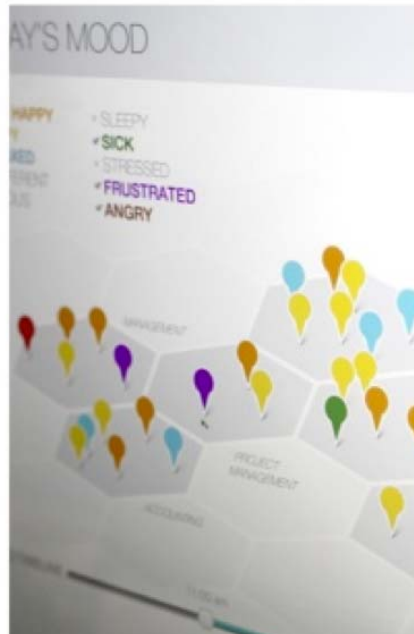 AY'S MOOD
HAPPY
SLEEPY
SICK
STRESSED
FRUSTRATED
ANGRY
MANAGEMENT
PROJECT
MANAGEMENT
ACCOUNTING